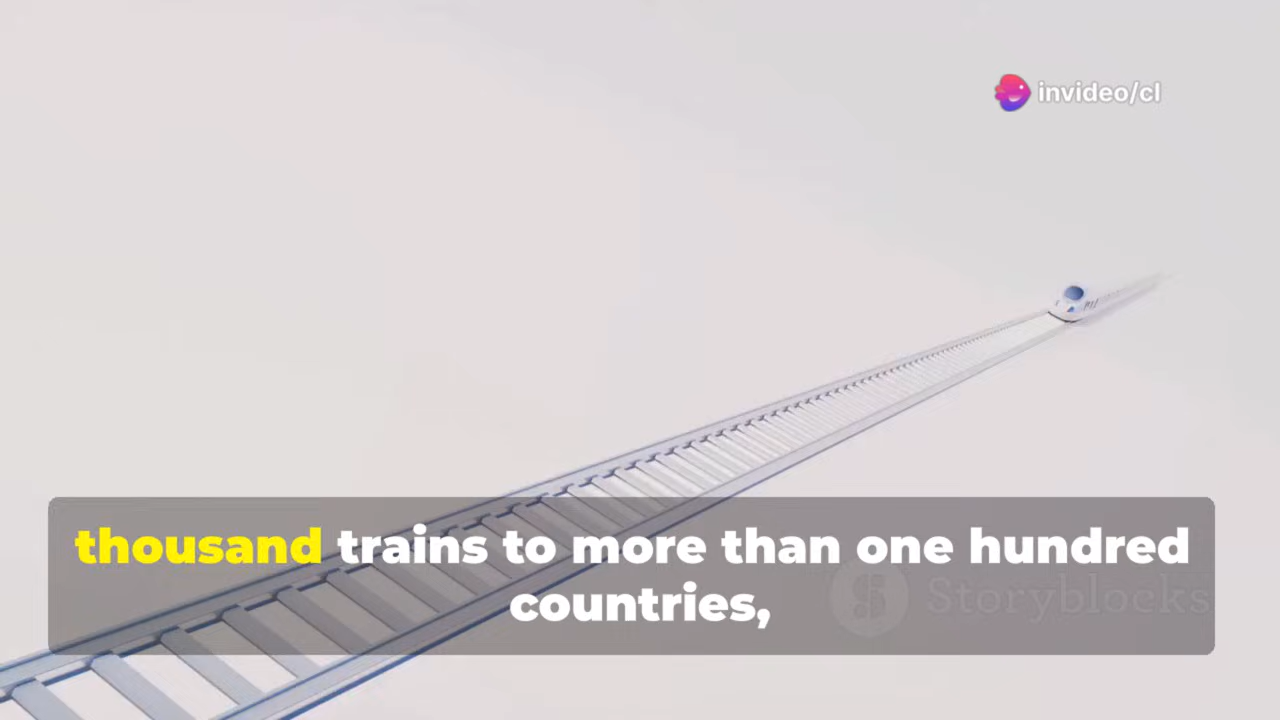 invideo/cl
thousand trains to more than one hundred
countries,
Storyblocks